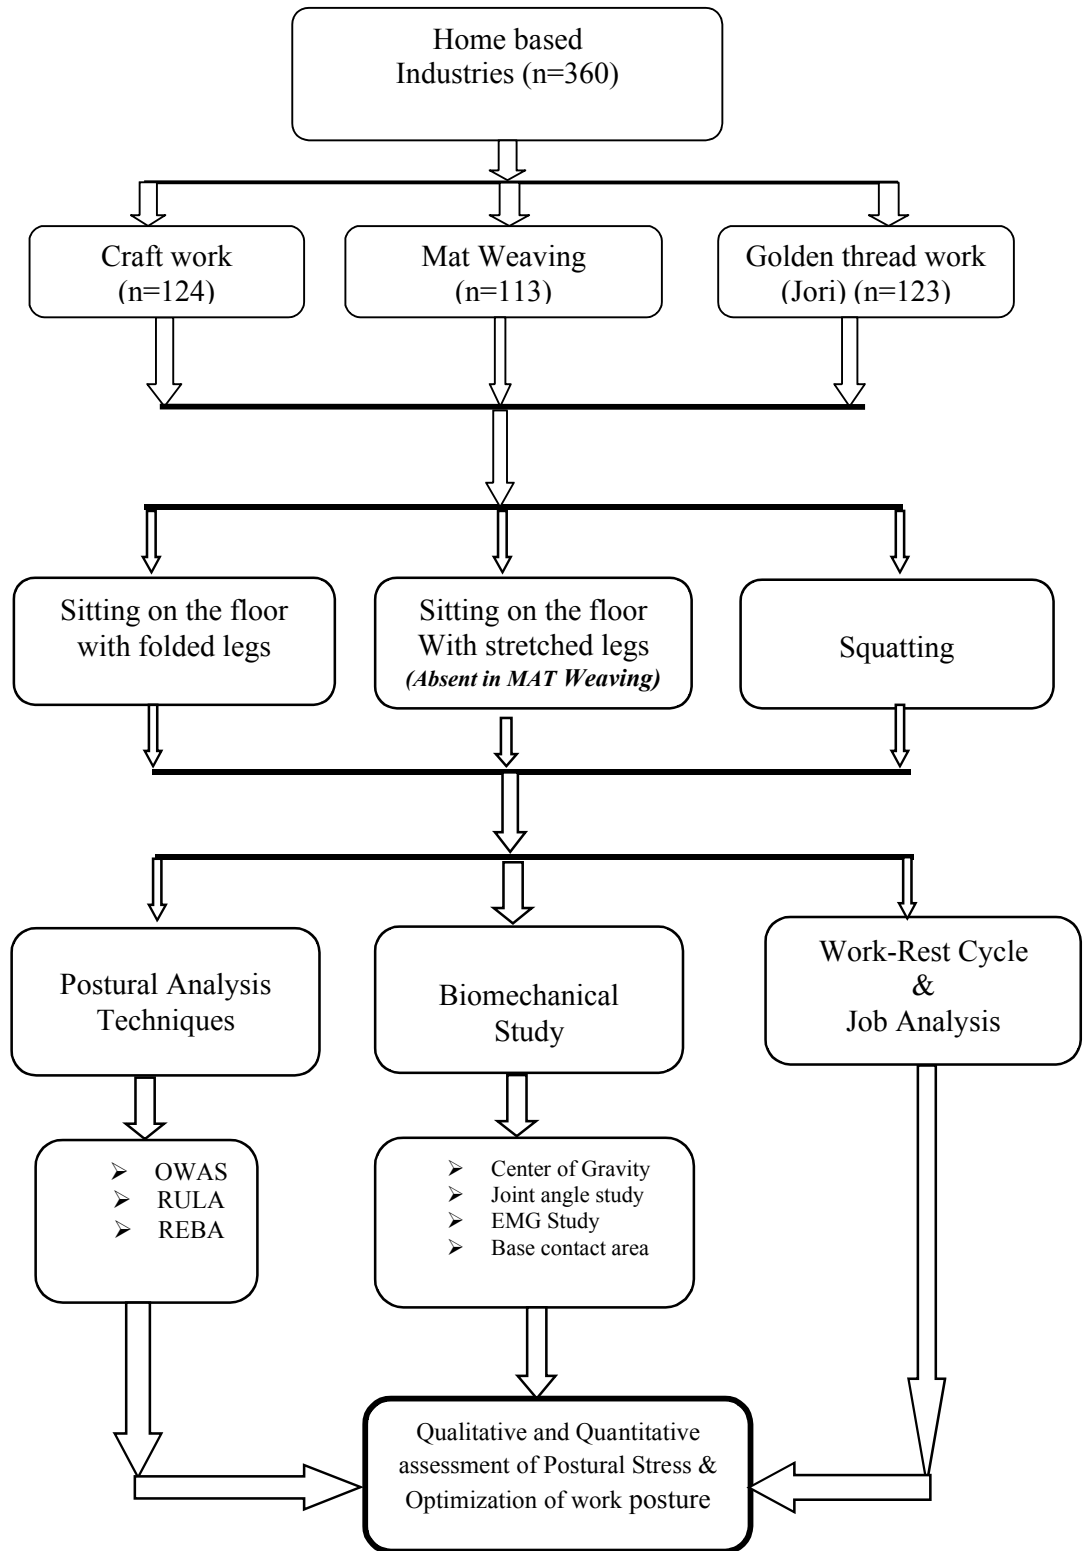 Home based
Industries (n=360)
Craft work
(n=124)
Mat Weaving
(n=113)
Golden thread work
(Jori) (n=123)
Sitting on the floor
with folded legs
Sitting on the floor
With stretched legs
(Absent in MAT Weaving)
Squatting
Postural Analysis
Techniques
Biomechanical
Study
Work-Rest Cycle
&
Job Analysis
➢ OWAS
➢ RULA
➢ REBA
➢ Center of Gravity
➢ Joint angle study
➢ EMG Study
➢ Base contact area
Qualitative and Quantitative
assessment of Postural Stress &
Optimization of work posture